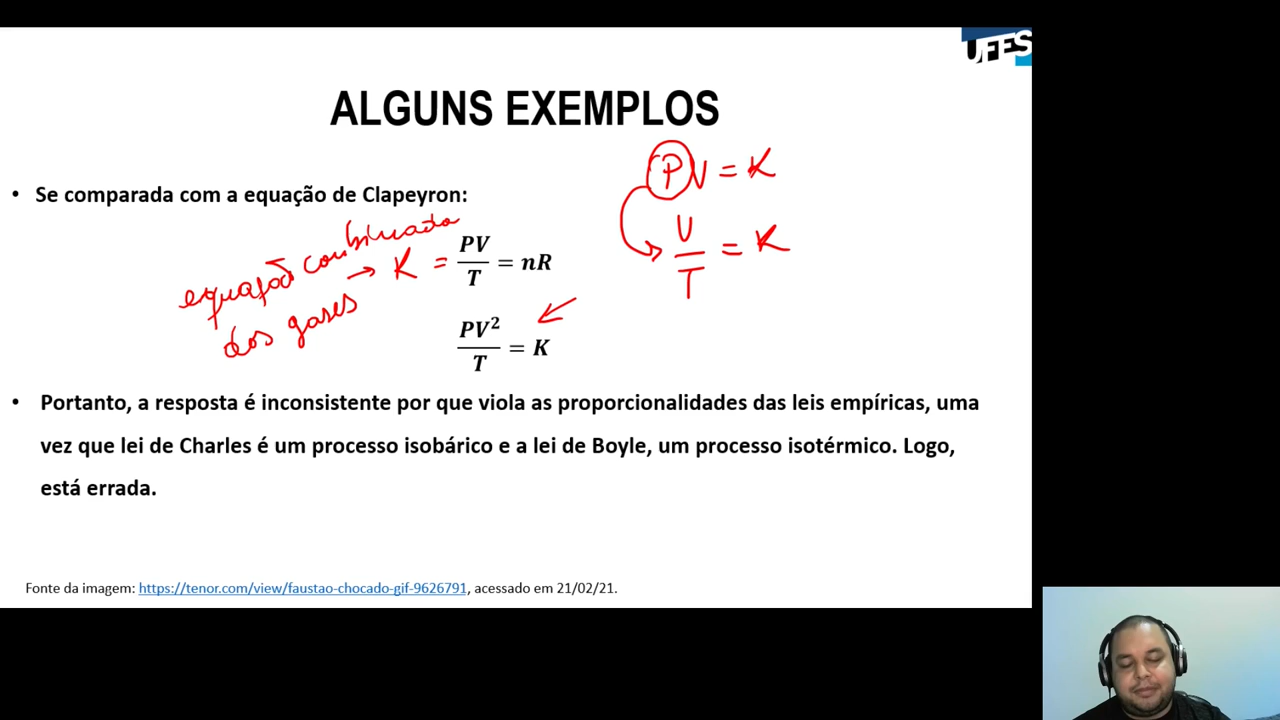 UFES
ALGUNS EXEMPLOS
PV = K
• Se comparada com a equação de Clapeyron:
V/T = K
equação combinada
dos gases → K = PV/T = nR
PV²/T = K
• Portanto, a resposta é inconsistente por que viola as proporcionalidades das leis empíricas, uma
vez que lei de Charles é um processo isobárico e a lei de Boyle, um processo isotérmico. Logo,
está errada.
Fonte da imagem: https://tenor.com/view/faustao-chocado-gif-9626791, acessado em 21/02/21.